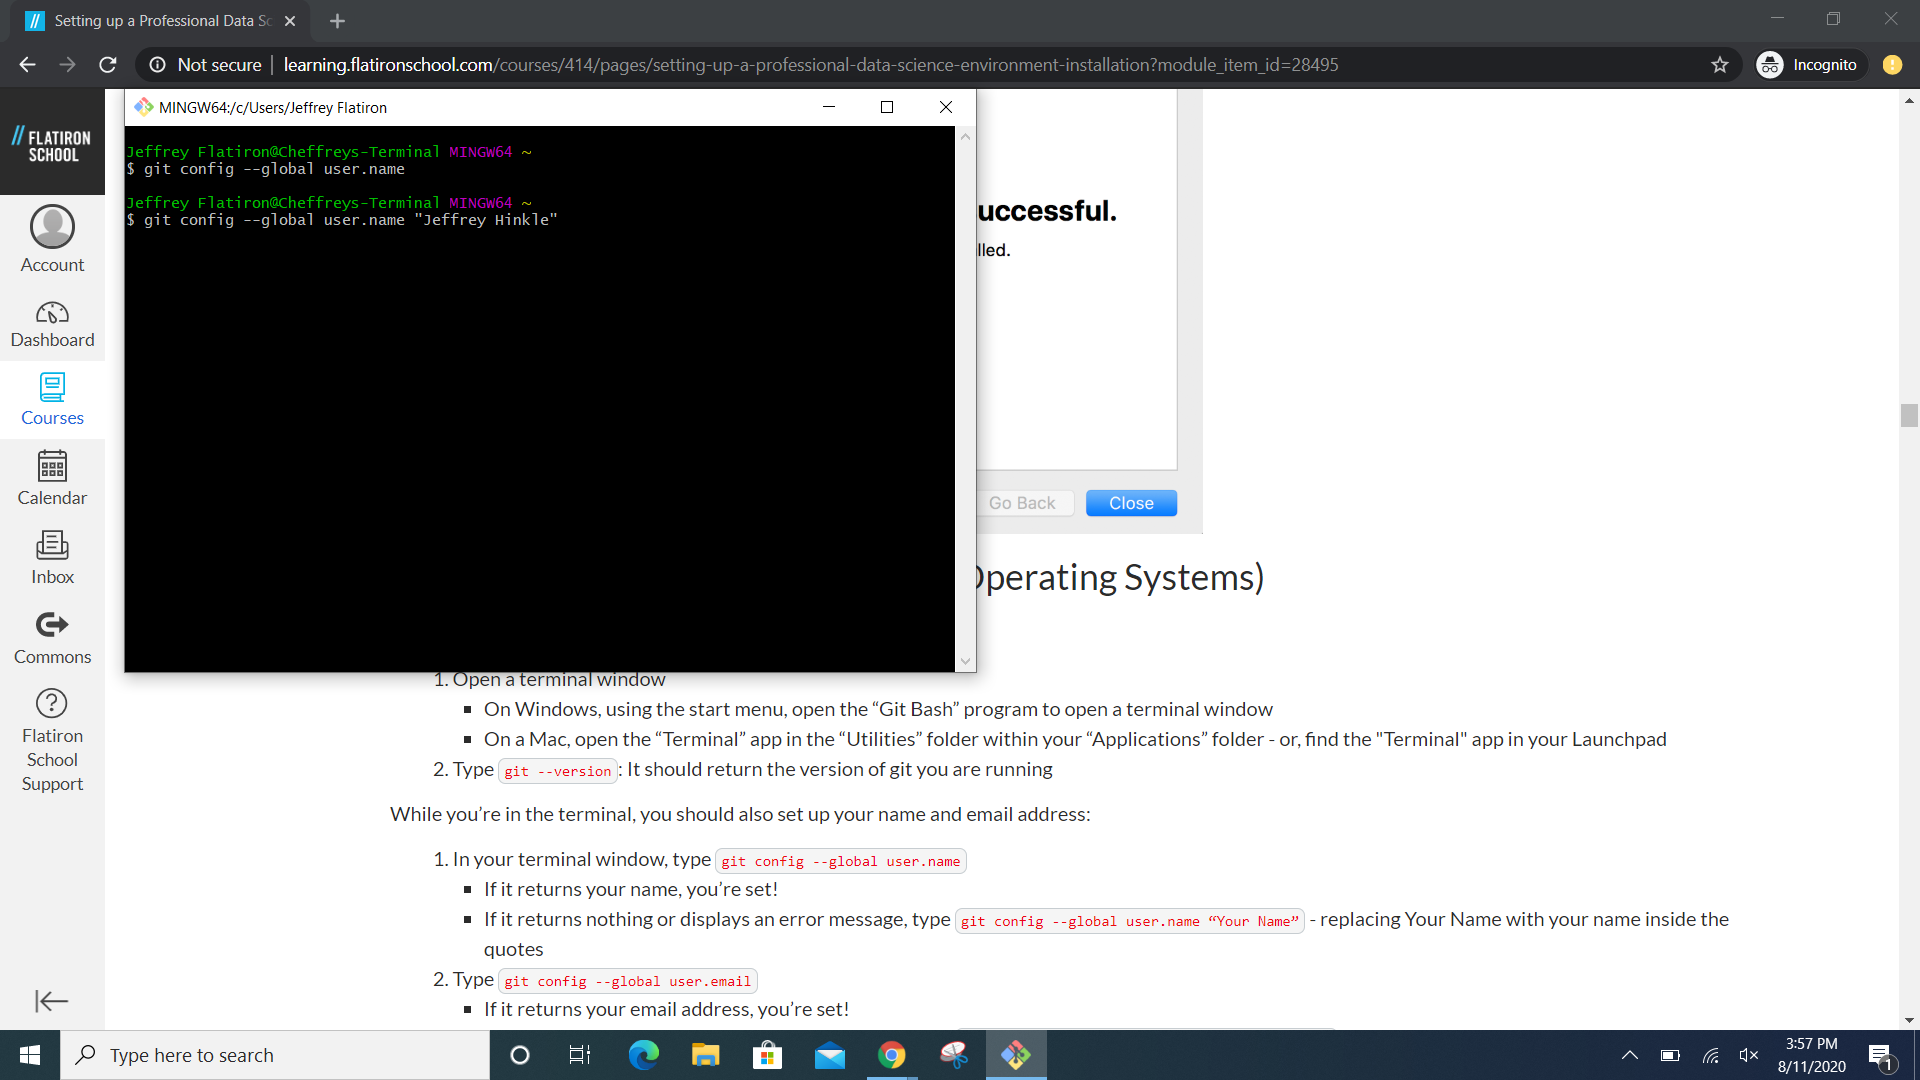 Setting up a Professional Data Sc
Not secure | learning.flatironschool.com/courses/414/pages/setting-up-a-professional-data-science-environment-installation?module_item_id=28495
Incognito
// FLATIRON
SCHOOL
Account
Dashboard
Courses
Calendar
Inbox
Commons
Flatiron
School
Support
MINGW64:/c/Users/Jeffrey Flatiron
Jeffrey Flatiron@Cheffreys-Terminal MINGW64 ~
$ git config --global user.name
Jeffrey Flatiron@Cheffreys-Terminal MINGW64 ~
$ git config --global user.name "Jeffrey Hinkle"
uccessful.
lled.
Go Back
Close
Operating Systems)
1. Open a terminal window
▪ On Windows, using the start menu, open the “Git Bash” program to open a terminal window
▪ On a Mac, open the “Terminal” app in the “Utilities” folder within your “Applications” folder - or, find the "Terminal" app in your Launchpad
2. Type git --version: It should return the version of git you are running
While you’re in the terminal, you should also set up your name and email address:
1. In your terminal window, type git config --global user.name
▪ If it returns your name, you’re set!
▪ If it returns nothing or displays an error message, type git config --global user.name “Your Name” - replacing Your Name with your name inside the
quotes
2. Type git config --global user.email
▪ If it returns your email address, you’re set!
Type here to search
3:57 PM
8/11/2020
1